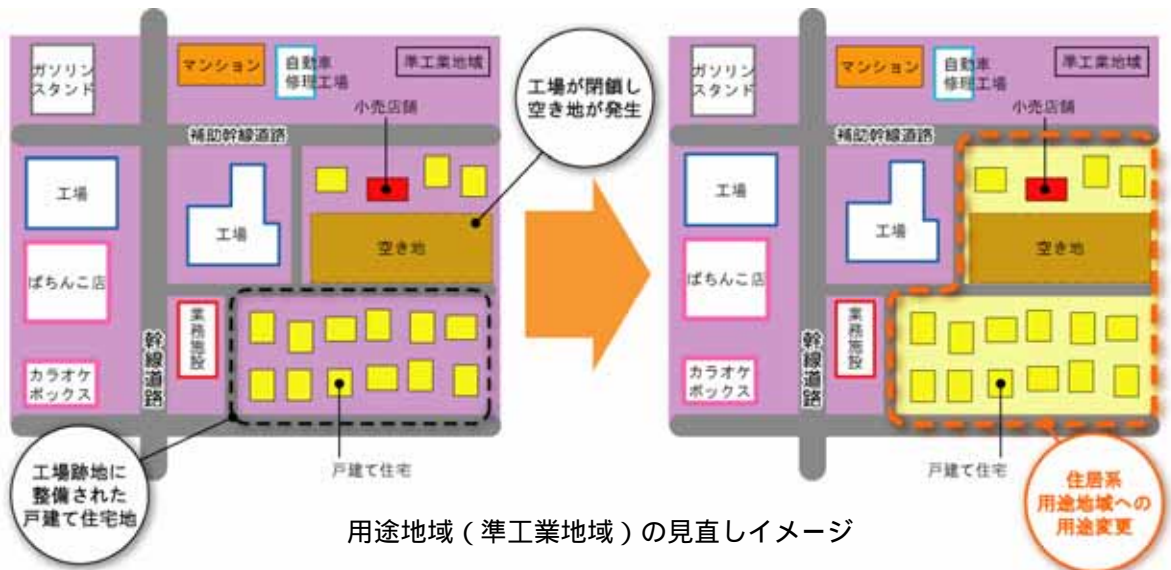 ガソリン
スタンド
マンション
自動車
修理工場
準工業地域
小売店舗
補助幹線道路
工場が閉鎖し
空き地が発生
工場
工場
空き地
ぱちんこ店
業務施設
幹線道路
カラオケ
ボックス
工場跡地に
整備された
戸建て住宅地
戸建て住宅
ガソリン
スタンド
マンション
自動車
修理工場
準工業地域
小売店舗
補助幹線道路
工場
工場
空き地
ぱちんこ店
業務施設
幹線道路
カラオケ
ボックス
戸建て住宅
住居系
用途地域への
用途変更
用途地域(準工業地域)の見直しイメージ